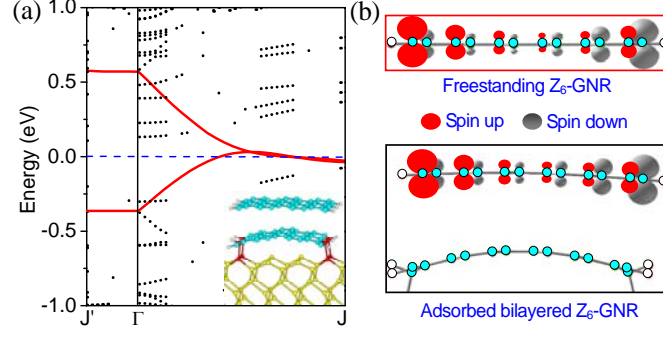 (a)
1.0
0.5
0.0
-0.5
-1.0
Energy (eV)
J'
Γ
J
(b)
Freestanding Z₆-GNR
Spin up
Spin down
Adsorbed bilayered Z₆-GNR